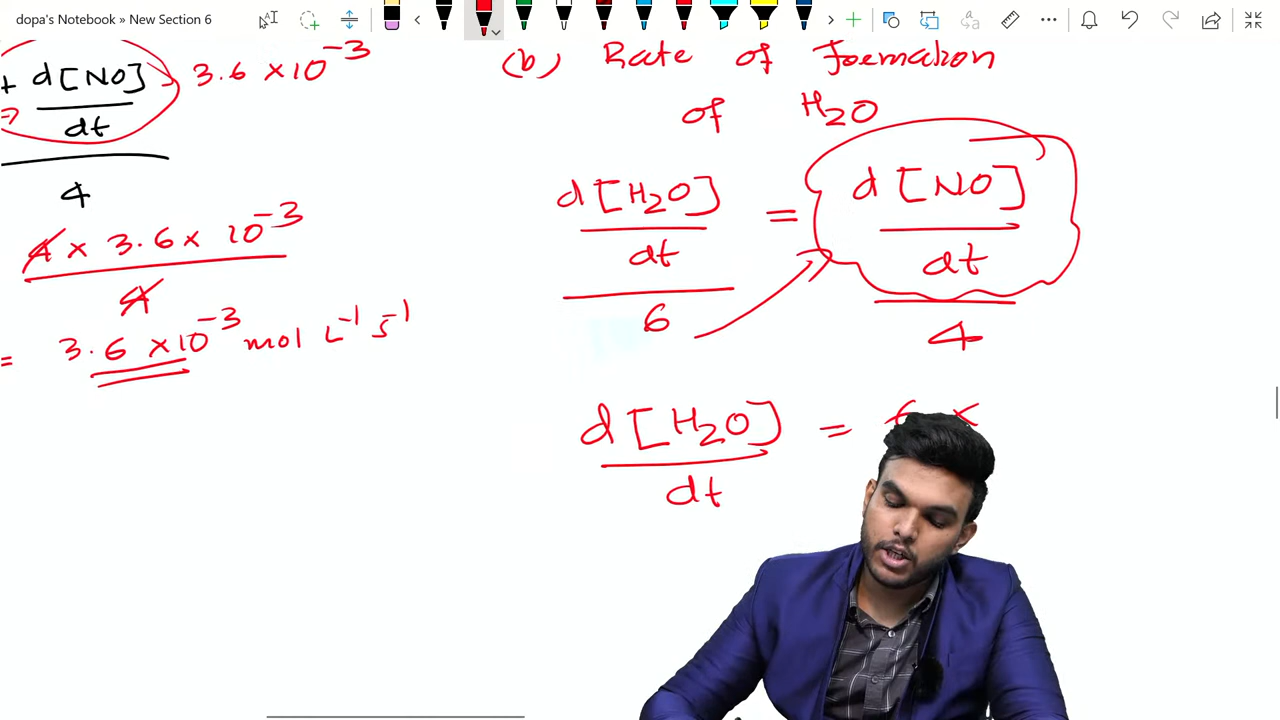 dopa's Notebook » New Section 6
+ d[NO] 3.6 × 10⁻³
dt
4
4 × 3.6 × 10⁻³
4
= 3.6 × 10⁻³ mol L⁻¹ S⁻¹
(b) Rate of Formation
of H₂O
d[H₂O] = d[NO]
dt dt
6 4
d[H₂O] = 6 ×
dt